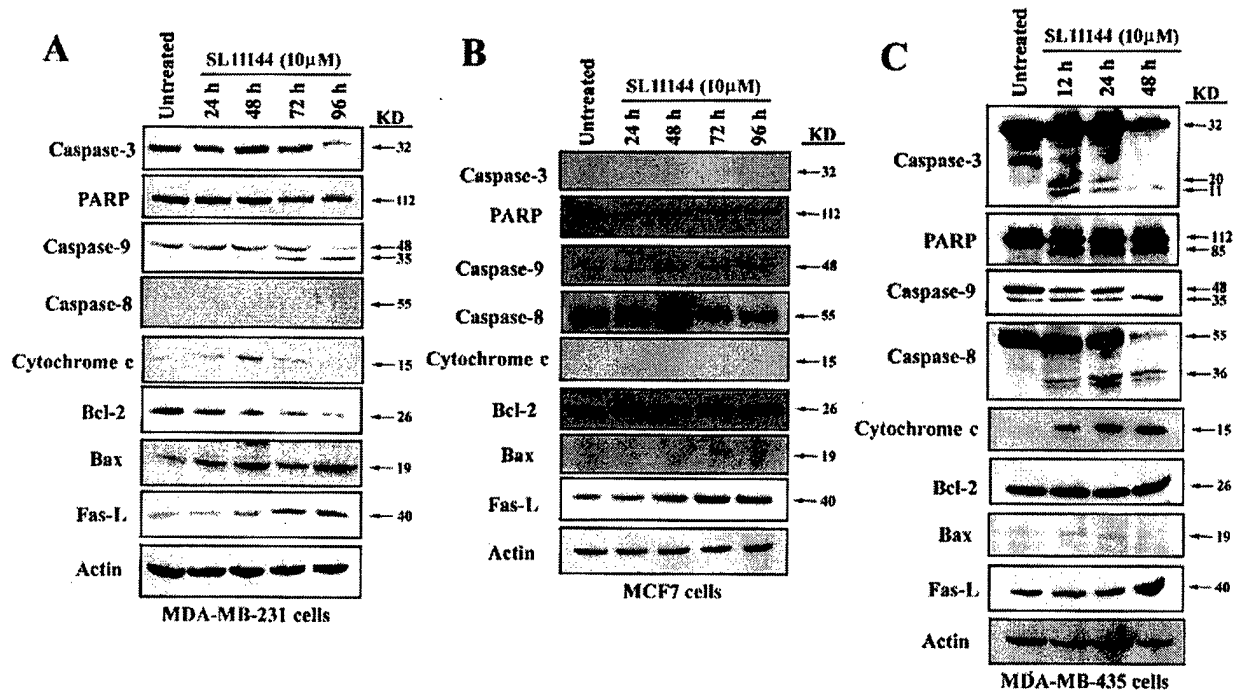 A
Untreated
SL11144 (10μM)
24 h
48 h
72 h
96 h
KD
Caspase-3
32
PARP
112
Caspase-9
48
35
Caspase-8
55
Cytochrome c
15
Bcl-2
26
Bax
19
Fas-L
40
Actin
MDA-MB-231 cells
B
Untreated
SL11144 (10μM)
24 h
48 h
72 h
96 h
KD
Caspase-3
32
PARP
112
Caspase-9
48
Caspase-8
55
Cytochrome c
15
Bcl-2
26
Bax
19
Fas-L
40
Actin
MCF7 cells
C
Untreated
SL11144 (10μM)
12 h
24 h
48 h
KD
Caspase-3
32
20
11
PARP
112
85
Caspase-9
48
35
Caspase-8
55
36
Cytochrome c
15
Bcl-2
26
Bax
19
Fas-L
40
Actin
MDA-MB-435 cells